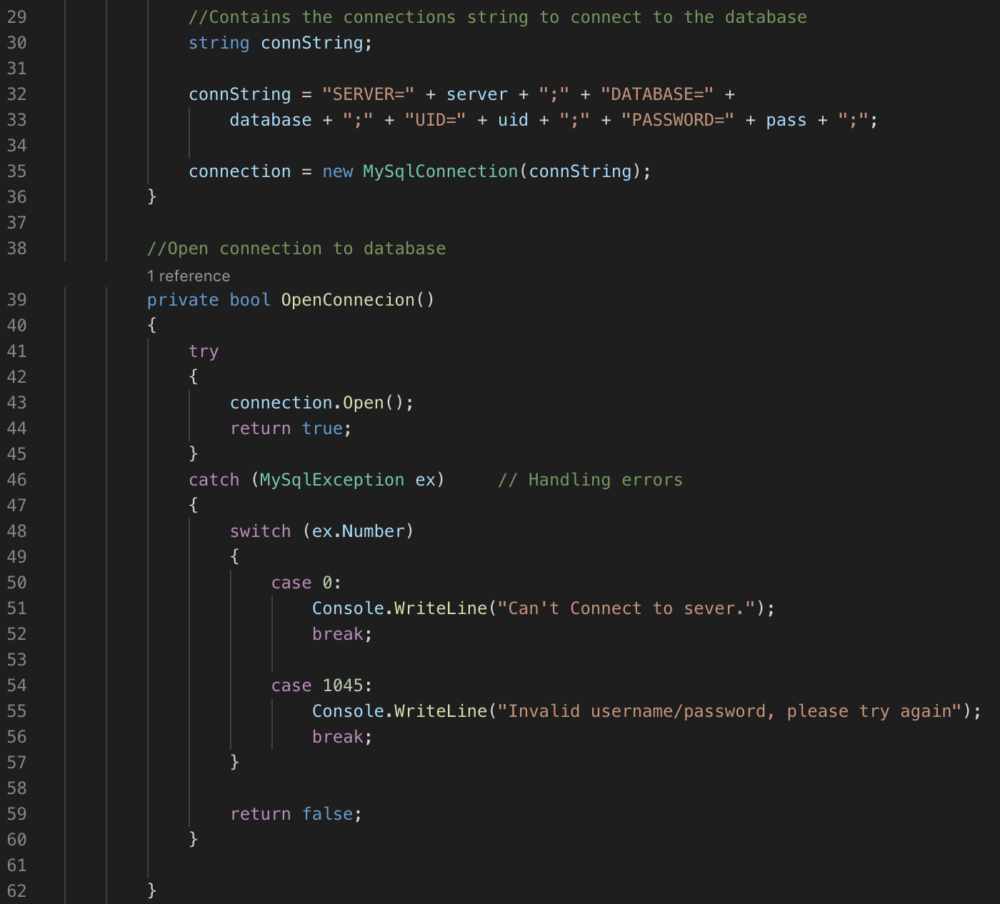 29 //Contains the connections string to connect to the database
30 string connString;
31
32 connString = "SERVER=" + server + ";" + "DATABASE=" +
33 database + ";" + "UID=" + uid + ";" + "PASSWORD=" + pass + ";";
34
35 connection = new MySqlConnection(connString);
36 }
37
38 //Open connection to database
1 reference
39 private bool OpenConnecion()
40 {
41 try
42 {
43 connection.Open();
44 return true;
45 }
46 catch (MySqlException ex) // Handling errors
47 {
48 switch (ex.Number)
49 {
50 case 0:
51 Console.WriteLine("Can't Connect to sever.");
52 break;
53
54 case 1045:
55 Console.WriteLine("Invalid username/password, please try again");
56 break;
57 }
58
59 return false;
60 }
61
62 }